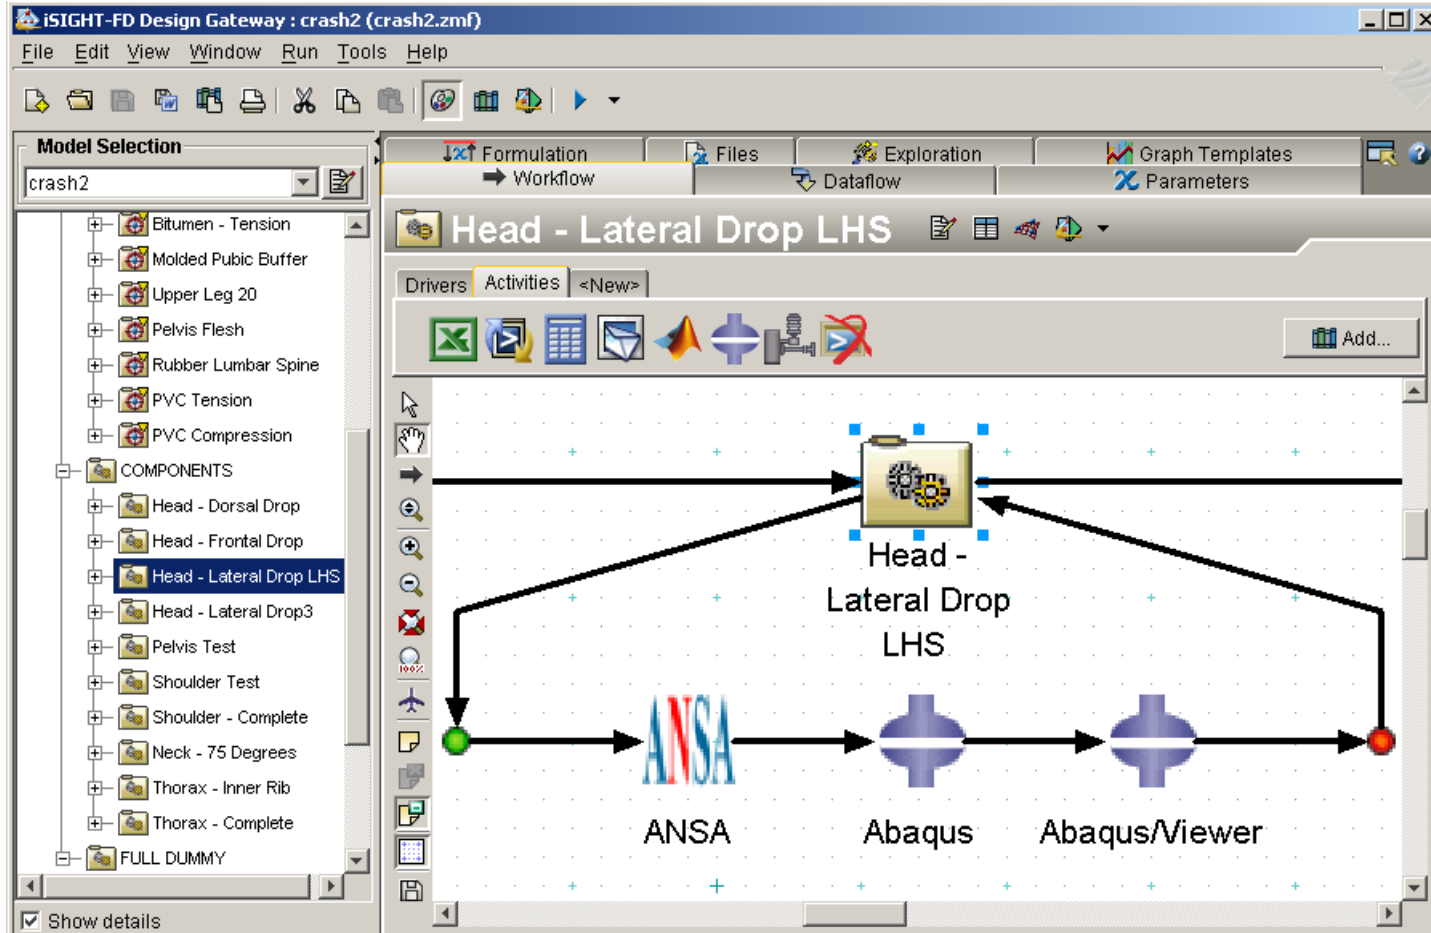 iSIGHT-FD Design Gateway : crash2 (crash2.zmf)
File Edit View Window Run Tools Help
Model Selection
crash2
Bitumen - Tension
Molded Pubic Buffer
Upper Leg 20
Pelvis Flesh
Rubber Lumbar Spine
PVC Tension
PVC Compression
COMPONENTS
Head - Dorsal Drop
Head - Frontal Drop
Head - Lateral Drop LHS
Head - Lateral Drop3
Pelvis Test
Shoulder Test
Shoulder - Complete
Neck - 75 Degrees
Thorax - Inner Rib
Thorax - Complete
FULL DUMMY
Show details
Formulation Files Exploration Graph Templates
Workflow Dataflow Parameters
Head - Lateral Drop LHS
Drivers Activities <New>
Add...
100%
Head -
Lateral Drop
LHS
ANSA
ANSA Abaqus Abaqus/Viewer